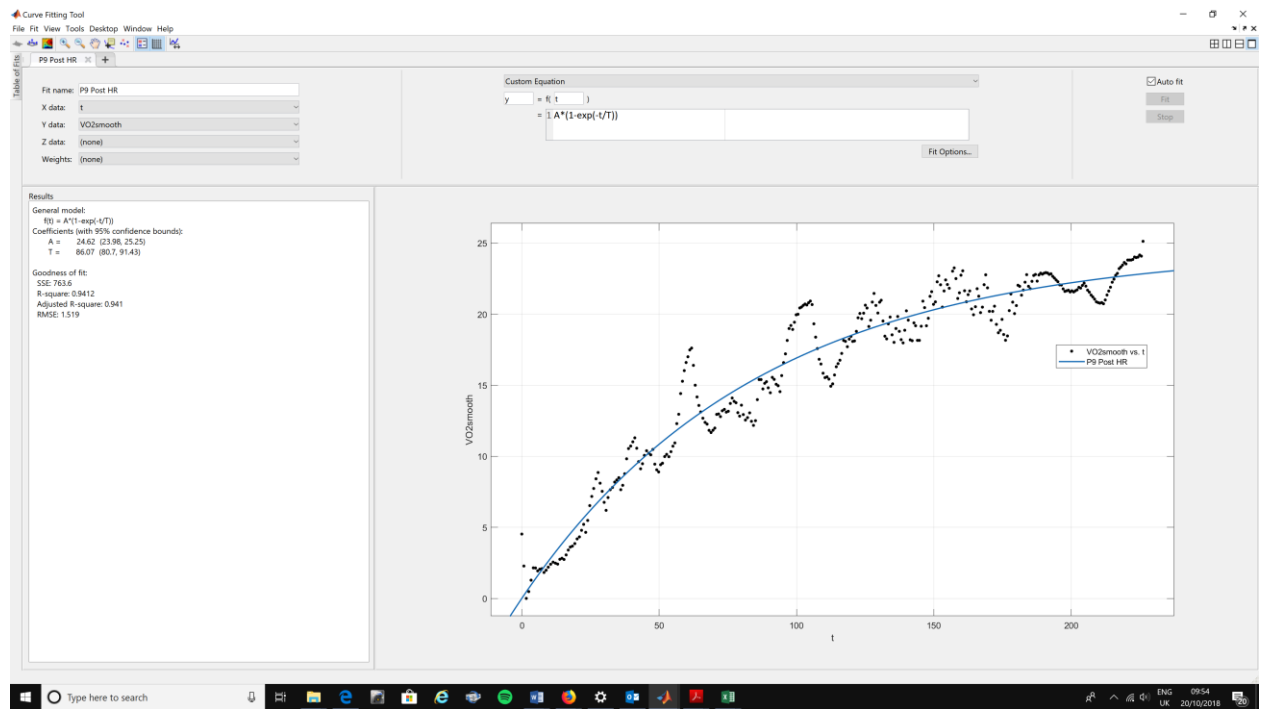 Curve Fitting Tool
File Fit View Tools Desktop Window Help
Table of Fits
P9 Post HR
Fit name: P9 Post HR
X data: t
Y data: VO2smooth
Z data: (none)
Weights: (none)
Custom Equation
y = f( t )
= 1 A*(1-exp(-t/T))
Fit Options...
Auto fit
Fit
Stop
Results
General model:
f(t) = A*(1-exp(-t/T))
Coefficients (with 95% confidence bounds):
A = 24.62 (23.98, 25.25)
T = 86.07 (80.7, 91.43)
Goodness of fit:
SSE: 763.6
R-square: 0.9412
Adjusted R-square: 0.941
RMSE: 1.519
25
20
15
10
5
0
VO2smooth
0 50 100 150 200
t
VO2smooth vs. t
P9 Post HR
Type here to search
ENG
UK
09:54
20/10/2018
20